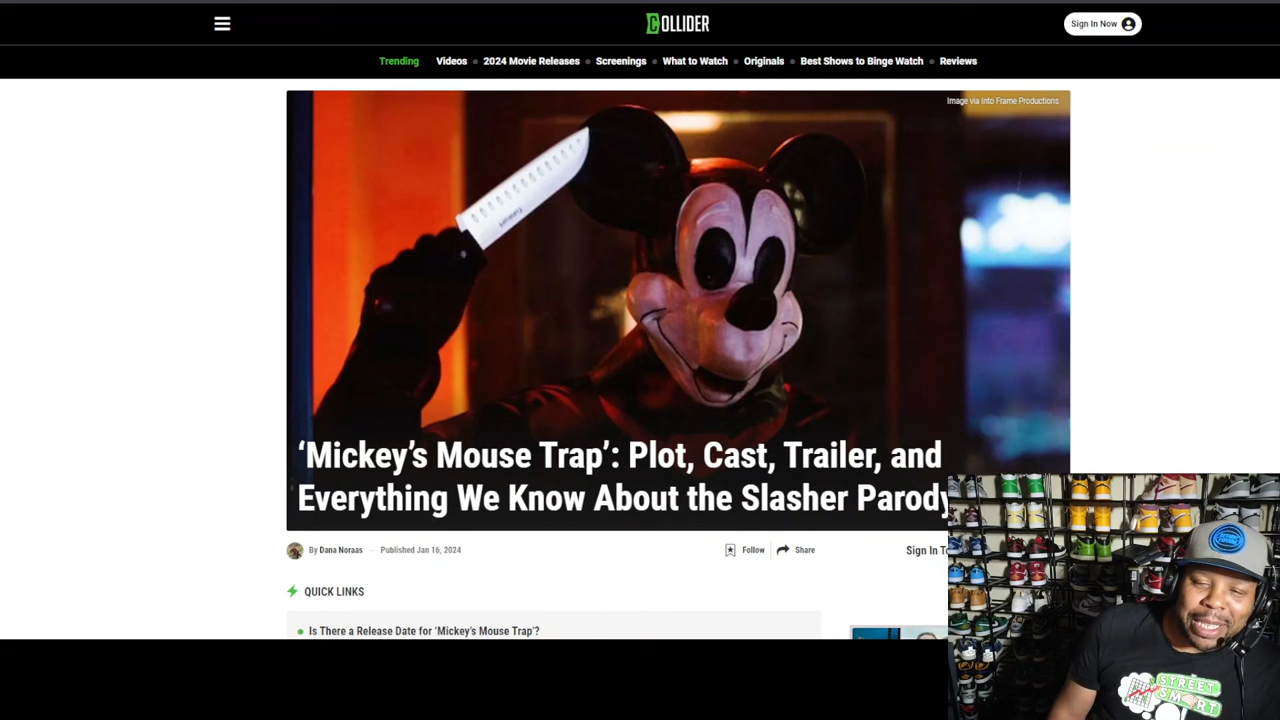 COLLIDER
Sign In Now
Trending
Videos
2024 Movie Releases
Screenings
What to Watch
Originals
Best Shows to Binge Watch
Reviews
Image via Into Frame Productions
‘Mickey’s Mouse Trap’: Plot, Cast, Trailer, and
Everything We Know About the Slasher Parody
By Dana Noraas
Published Jan 16, 2024
Follow
Share
Sign In To
QUICK LINKS
Is There a Release Date for ‘Mickey’s Mouse Trap’?
STREET
SMART